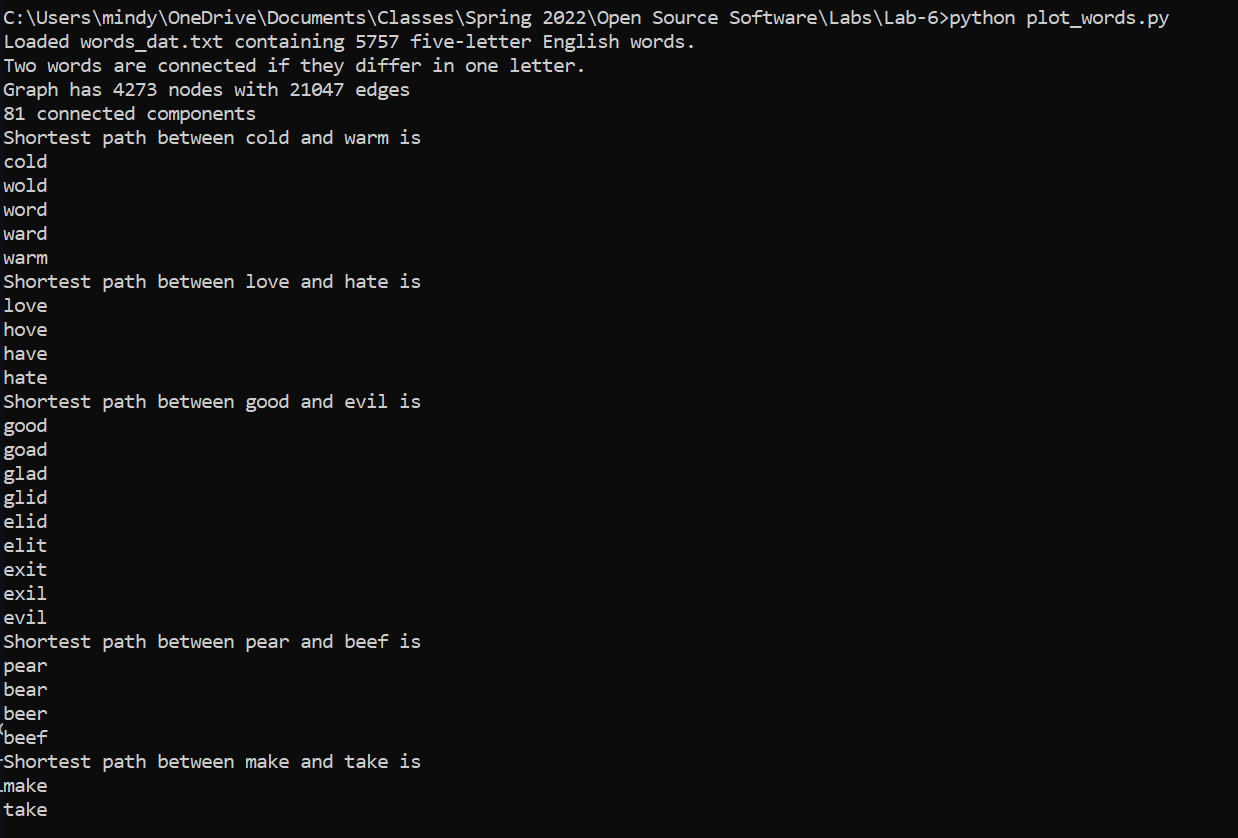 C:\Users\mindy\OneDrive\Documents\Classes\Spring 2022\Open Source Software\Labs\Lab-6>python plot_words.py
Loaded words_dat.txt containing 5757 five-letter English words.
Two words are connected if they differ in one letter.
Graph has 4273 nodes with 21047 edges
81 connected components
Shortest path between cold and warm is
cold
wold
word
ward
warm
Shortest path between love and hate is
love
hove
have
hate
Shortest path between good and evil is
good
goad
glad
glid
elid
elit
exit
exil
evil
Shortest path between pear and beef is
pear
bear
beer
beef
Shortest path between make and take is
make
take